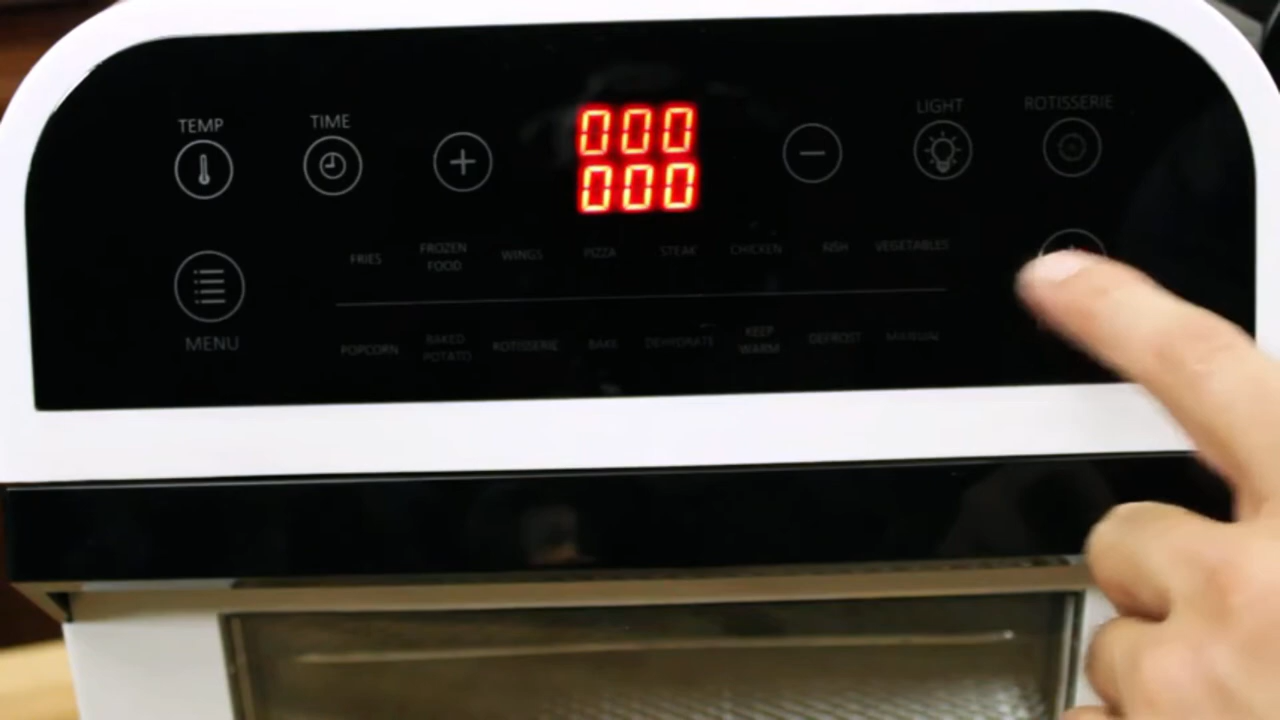 TEMP TIME LIGHT ROTISSERIE
000
000
FRIES FROZEN FOOD WINGS PIZZA STEAK CHICKEN FISH VEGETABLES
MENU
POPCORN BAKED POTATO ROTISSERIE BAKE DEHYDRATE KEEP WARM DEFROST MANUAL